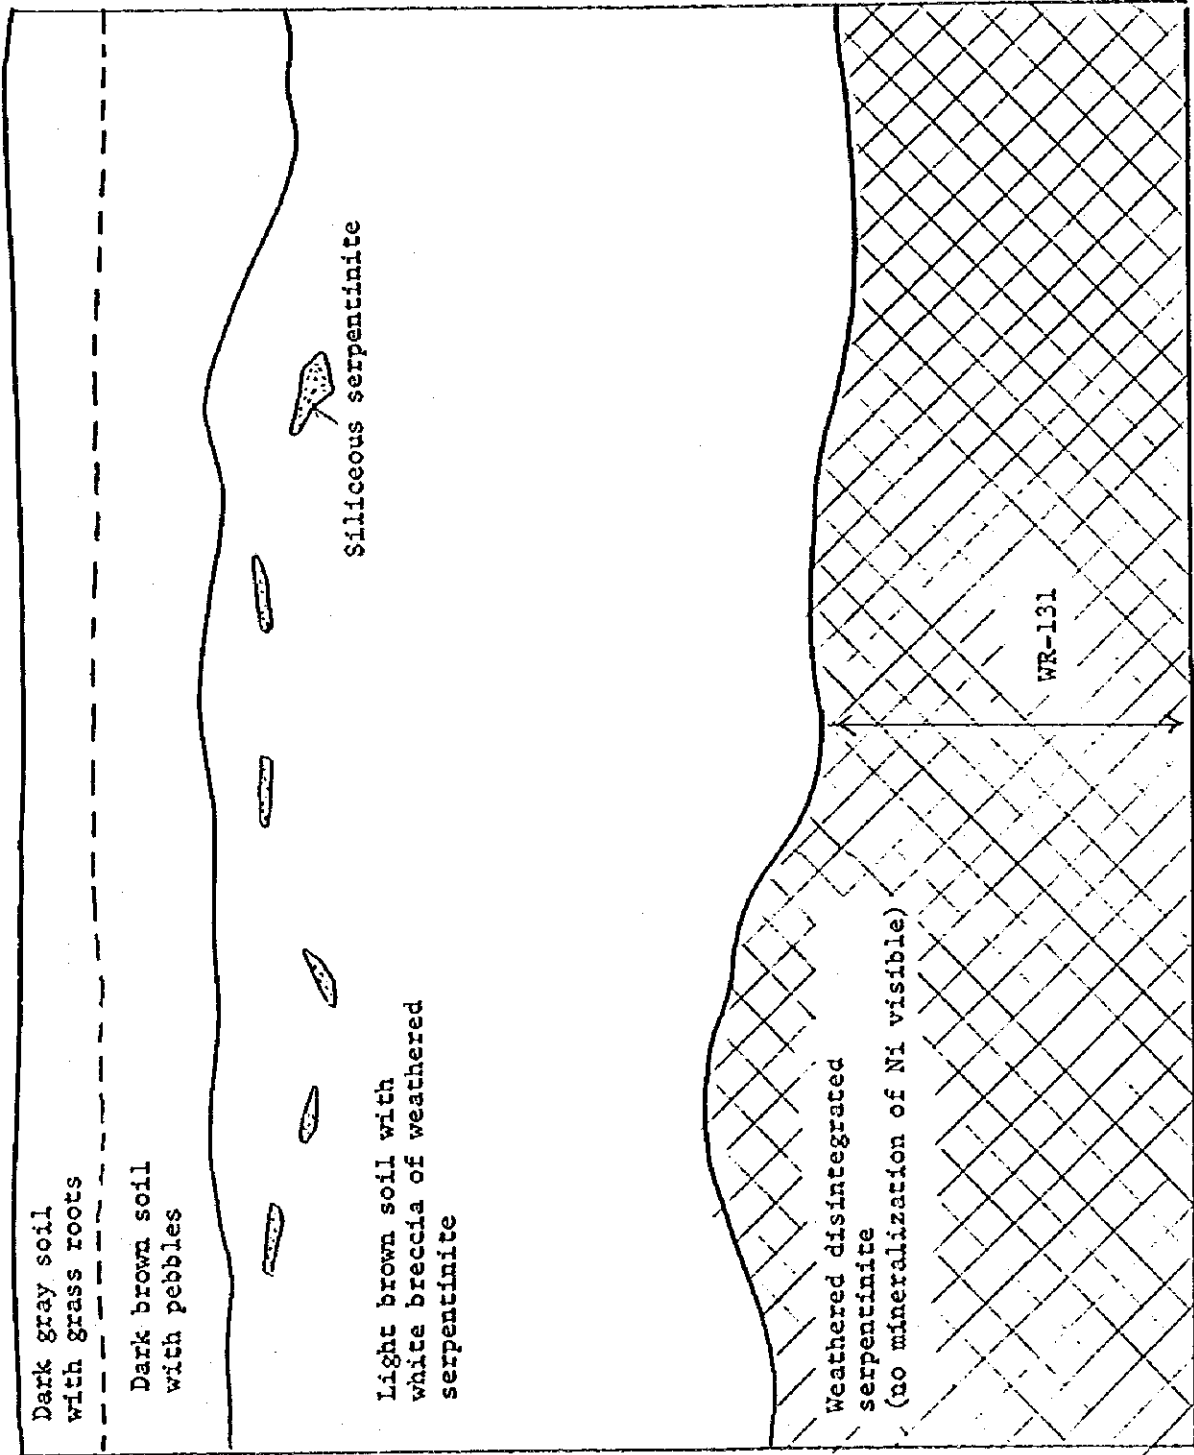 Dark gray soil
with grass roots
Dark brown soil
with pebbles
Siliceous serpentinite
Light brown soil with
white breccia of weathered
serpentinite
Weathered disintegrated
serpentinite
(no mineralization of Ni visible)
WR-131